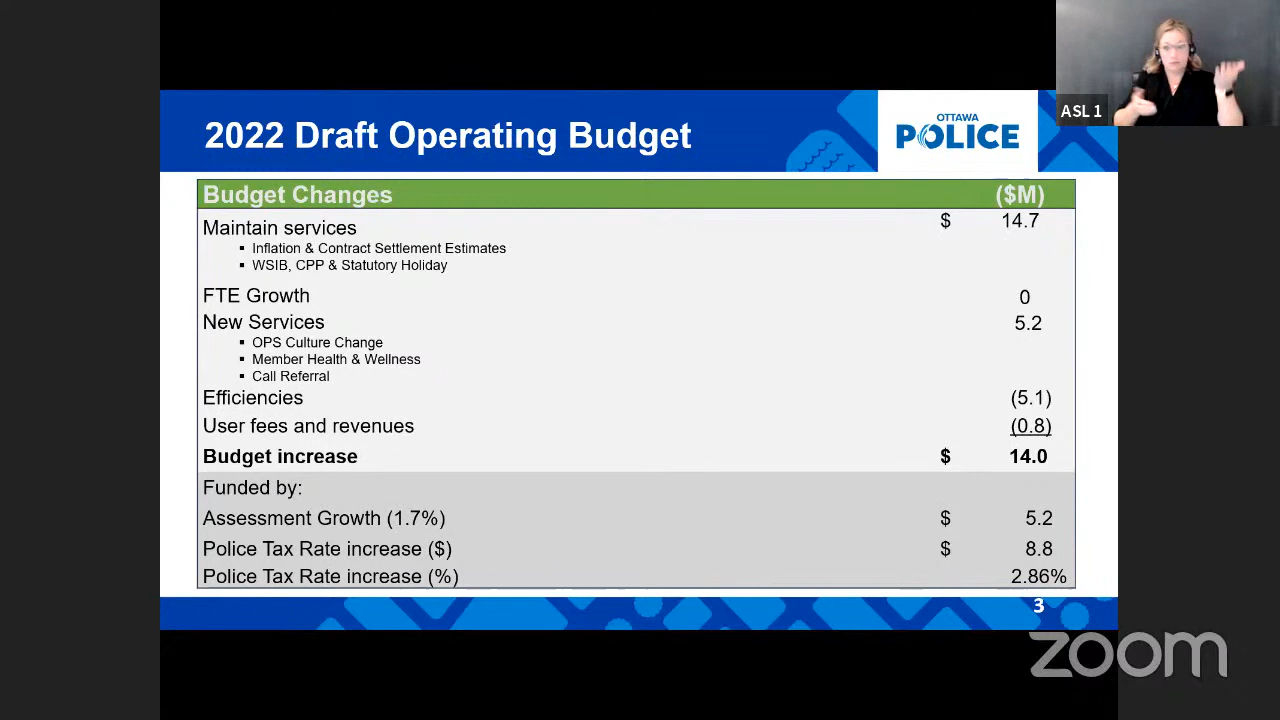 ASL 1
2022 Draft Operating Budget
OTTAWA
POLICE
Budget Changes ($M)
Maintain services $ 14.7
▪ Inflation & Contract Settlement Estimates
▪ WSIB, CPP & Statutory Holiday
FTE Growth 0
New Services 5.2
▪ OPS Culture Change
▪ Member Health & Wellness
▪ Call Referral
Efficiencies (5.1)
User fees and revenues (0.8)
Budget increase $ 14.0
Funded by:
Assessment Growth (1.7%) $ 5.2
Police Tax Rate increase ($) $ 8.8
Police Tax Rate increase (%) 2.86%
3
zoom